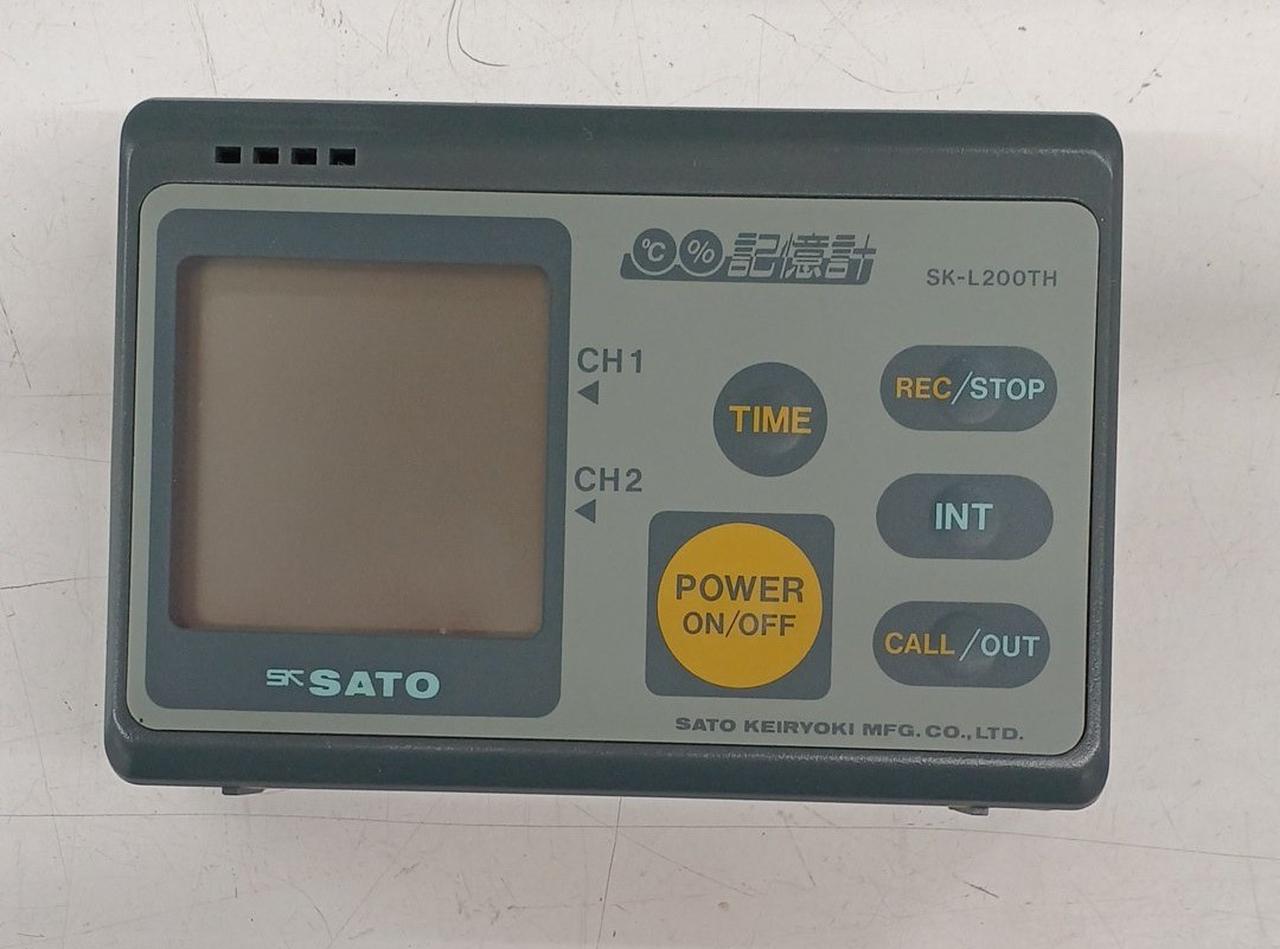 ℃ % 記憶計
SK-L200TH
CH1
CH2
TIME
REC/STOP
INT
POWER
ON/OFF
CALL/OUT
SK SATO
SATO KEIRYOKI MFG.CO.,LTD.